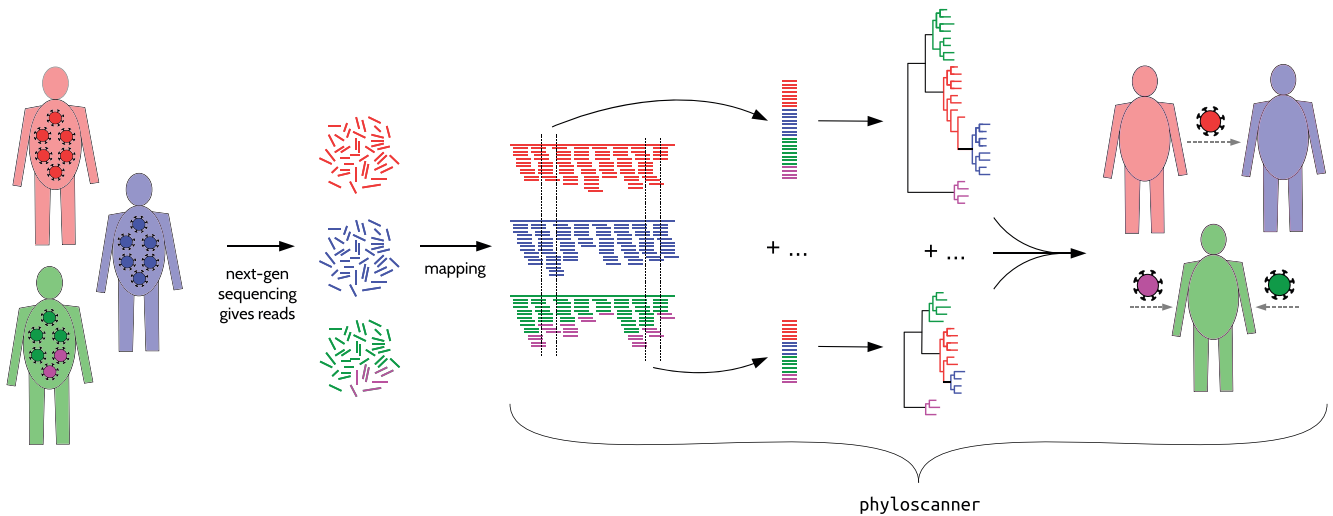 next-gen
sequencing
gives reads
mapping
+ ...
+ ...
phyloscanner